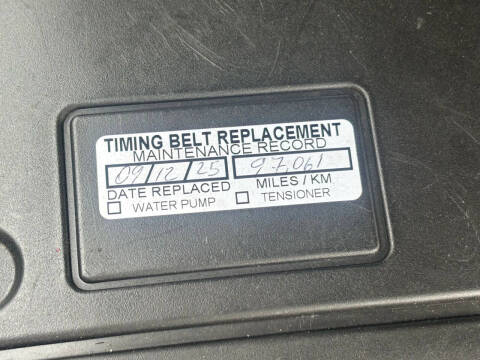 TIMING BELT REPLACEMENT
MAINTENANCE RECORD
09/12/25 97,061
DATE REPLACED MILES / KM
☐ WATER PUMP ☐ TENSIONER